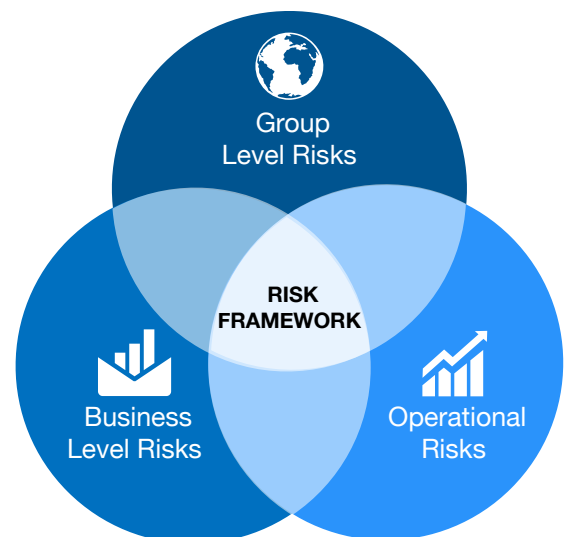 Group
Level Risks
RISK
FRAMEWORK
Business
Level Risks
Operational
Risks